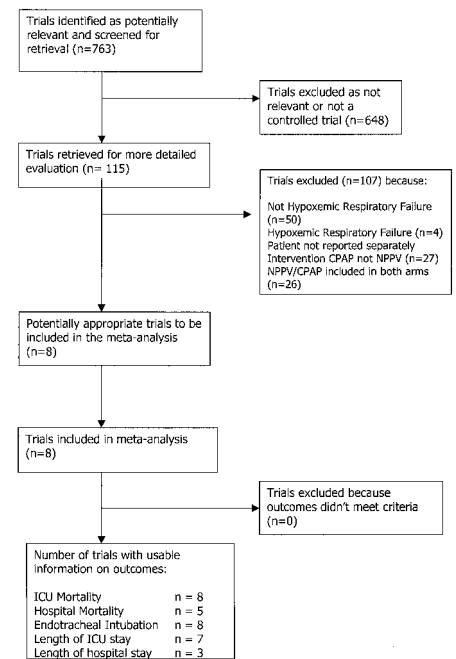 Trials identified as potentially
relevant and screened for
retrieval (n=763)
Trials excluded as not
relevant or not a
controlled trial (n=648)
Trials retrieved for more detailed
evaluation (n= 115)
Trials excluded (n=107) because:
Not Hypoxemic Respiratory Failure
(n=50)
Hypoxemic Respiratory Failure (n=4)
Patient not reported separately
Intervention CPAP not NPPV (n=27)
NPPV/CPAP included in both arms
(n=26)
Potentially appropriate trials to be
included in the meta-analysis
(n=8)
Trials included in meta-analysis
(n=8)
Trials excluded because
outcomes didn't meet criteria
(n=0)
Number of trials with usable
information on outcomes:
ICU Mortality n = 8
Hospital Mortality n = 5
Endotracheal Intubation n = 8
Length of ICU stay n = 7
Length of hospital stay n = 3